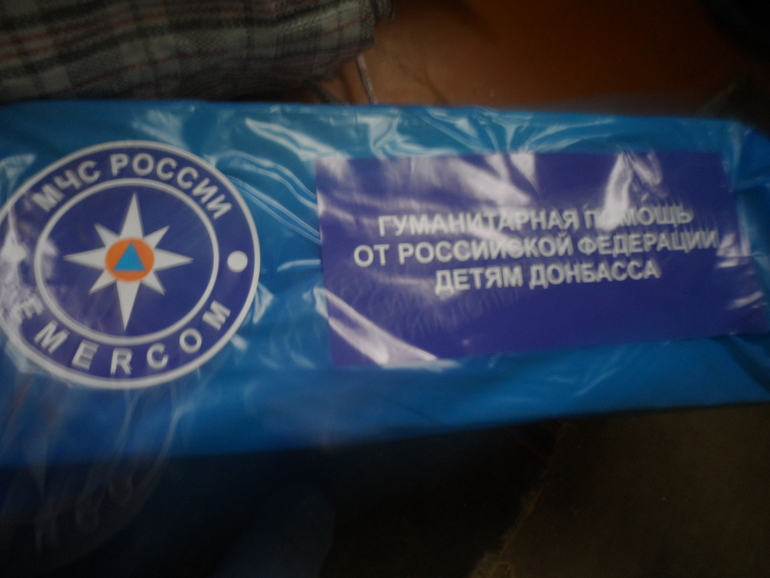 МЧС РОССИИ
EMERCOM
ГУМАНИТАРНАЯ ПОМОЩЬ
ОТ РОССИЙСКОЙ ФЕДЕРАЦИИ
ДЕТЯМ ДОНБАССА